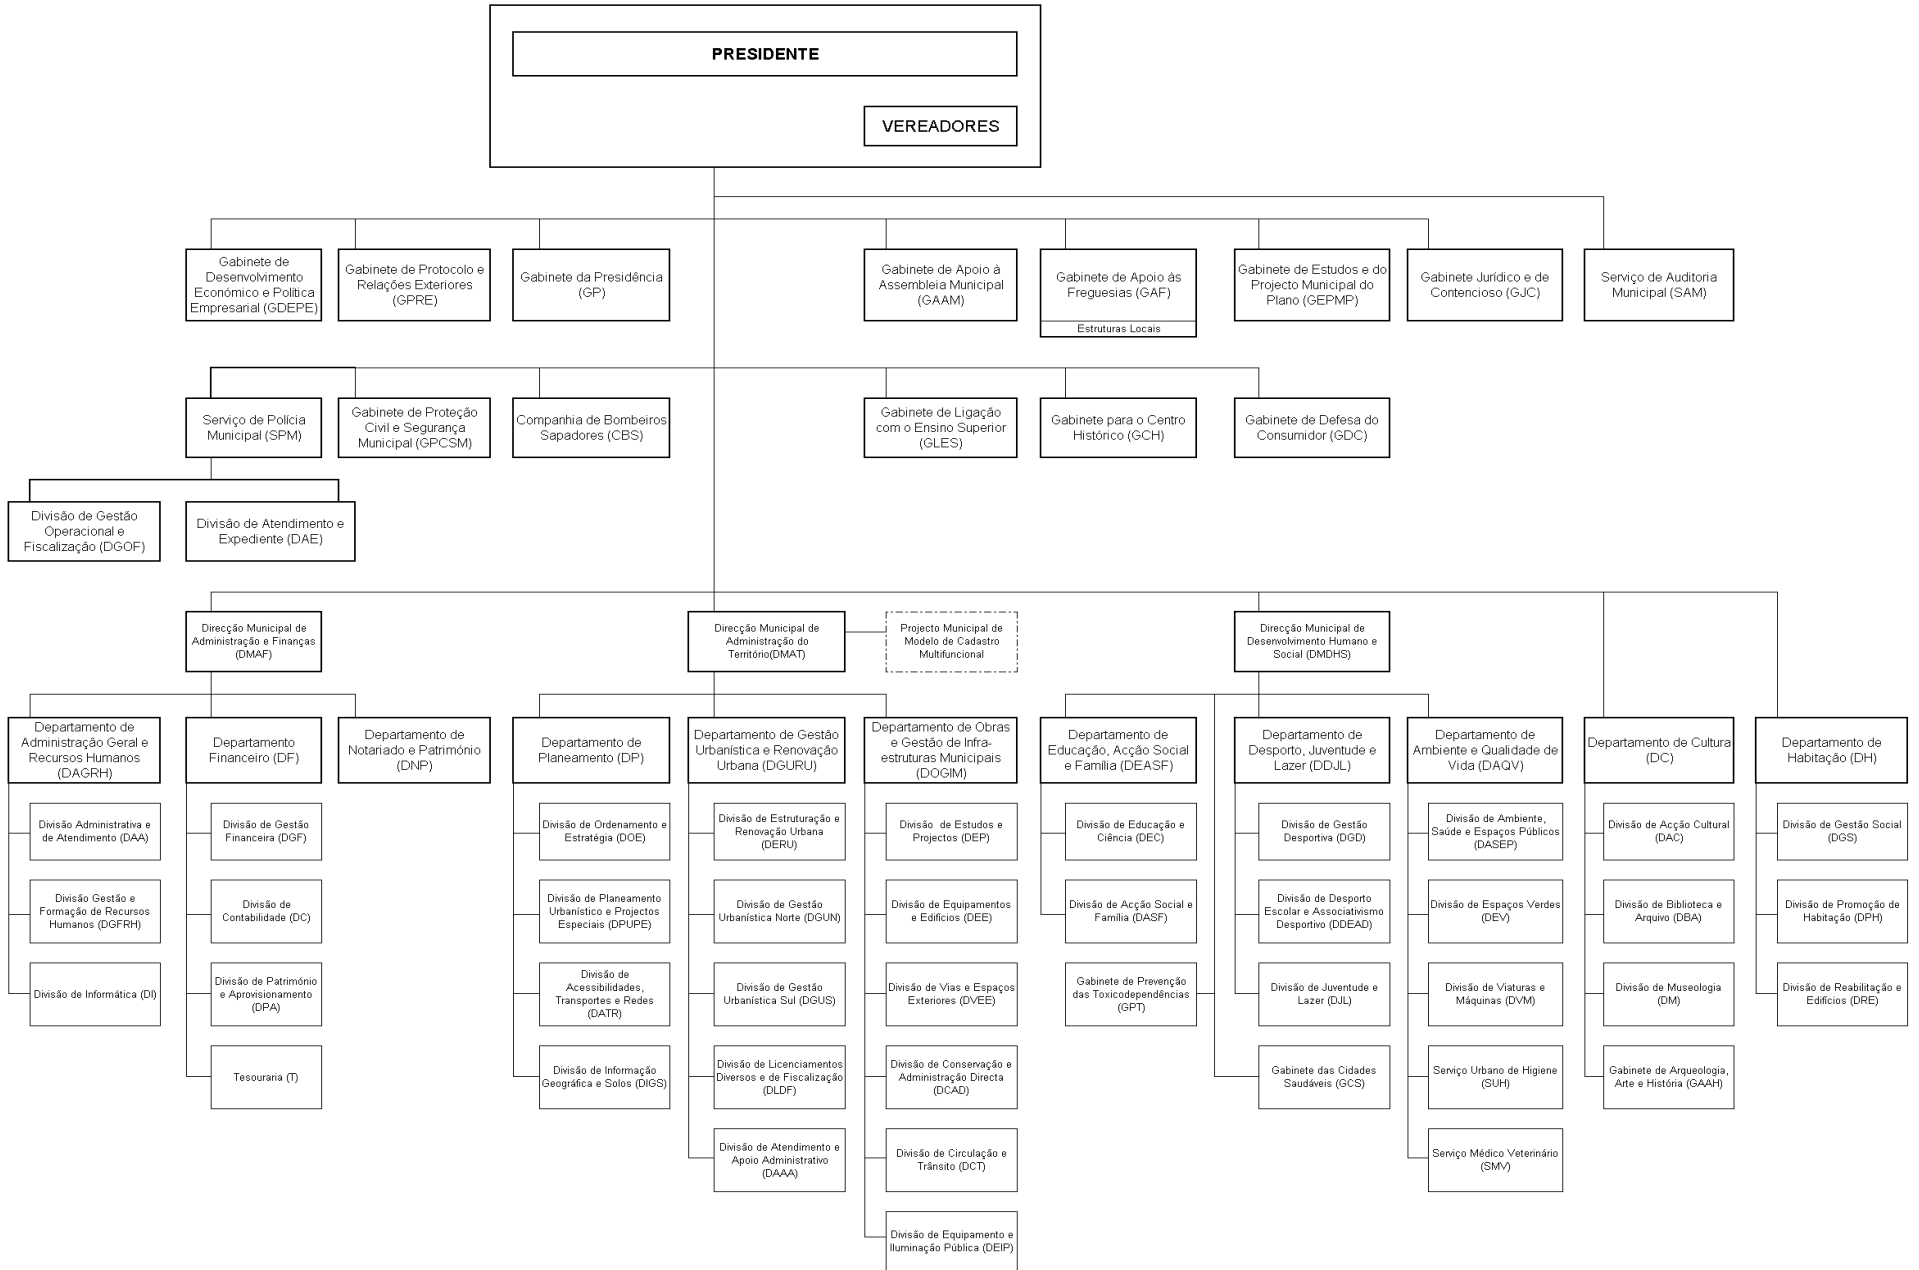 PRESIDENTE
VEREADORES
Gabinete de
Desenvolvimento
Económico e Política
Empresarial (GDEPE)
Gabinete de Protocolo e
Relações Exteriores
(GPRE)
Gabinete da Presidência
(GP)
Gabinete de Apoio à
Assembleia Municipal
(GAAM)
Gabinete de Apoio às
Freguesias (GAF)
Estruturas Locais
Gabinete de Estudos e do
Projecto Municipal do
Plano (GEPMP)
Gabinete Jurídico e de
Contencioso (GJC)
Serviço de Auditoria
Municipal (SAM)
Serviço de Polícia
Municipal (SPM)
Gabinete de Proteção
Civil e Segurança
Municipal (GPCSM)
Companhia de Bombeiros
Sapadores (CBS)
Gabinete de Ligação
com o Ensino Superior
(GLES)
Gabinete para o Centro
Histórico (GCH)
Gabinete de Defesa do
Consumidor (GDC)
Divisão de Gestão
Operacional e
Fiscalização (DGOF)
Divisão de Atendimento e
Expediente (DAE)
Direcção Municipal de
Administração e Finanças
(DMAF)
Direcção Municipal de
Administração do
Território(DMAT)
Projecto Municipal de
Modelo de Cadastro
Multifuncional
Direcção Municipal de
Desenvolvimento Humano e
Social (DMDHS)
Departamento de
Administração Geral e
Recursos Humanos
(DAGRH)
Departamento
Financeiro (DF)
Departamento de
Notariado e Património
(DNP)
Departamento de
Planeamento (DP)
Departamento de Gestão
Urbanística e Renovação
Urbana (DGURU)
Departamento de Obras
e Gestão de Infra-
estruturas Municipais
(DOGIM)
Departamento de
Educação, Acção Social
e Família (DEASF)
Departamento de
Desporto, Juventude e
Lazer (DDJL)
Departamento de
Ambiente e Qualidade de
Vida (DAQV)
Departamento de Cultura
(DC)
Departamento de
Habitação (DH)
Divisão Administrativa e
de Atendimento (DAA)
Divisão de Gestão
Financeira (DGF)
Divisão de Ordenamento e
Estratégia (DOE)
Divisão de Estruturação e
Renovação Urbana
(DERU)
Divisão de Estudos e
Projectos (DEP)
Divisão de Educação e
Ciência (DEC)
Divisão de Gestão
Desportiva (DGD)
Divisão de Ambiente,
Saúde e Espaços Públicos
(DASEP)
Divisão de Acção Cultural
(DAC)
Divisão de Gestão Social
(DGS)
Divisão Gestão e
Formação de Recursos
Humanos (DGFRH)
Divisão de
Contabilidade (DC)
Divisão de Planeamento
Urbanístico e Projectos
Especiais (DPUPE)
Divisão de Gestão
Urbanística Norte (DGUN)
Divisão de Equipamentos
e Edifícios (DEE)
Divisão de Acção Social e
Família (DASF)
Divisão de Desporto
Escolar e Associativismo
Desportivo (DDEAD)
Divisão de Espaços Verdes
(DEV)
Divisão de Biblioteca e
Arquivo (DBA)
Divisão de Promoção de
Habitação (DPH)
Divisão de Informática (DI)
Divisão de Património
e Aprovisionamento
(DPA)
Divisão de
Acessibilidades,
Transportes e Redes
(DATR)
Divisão de Gestão
Urbanística Sul (DGUS)
Divisão de Vias e Espaços
Exteriores (DVEE)
Gabinete de Prevenção
das Toxicodependências
(GPT)
Divisão de Juventude e
Lazer (DJL)
Divisão de Viaturas e
Máquinas (DVM)
Divisão de Museologia
(DM)
Divisão de Reabilitação e
Edifícios (DRE)
Tesouraria (T)
Divisão de Informação
Geográfica e Solos (DIGS)
Divisão de Licenciamentos
Diversos e de Fiscalização
(DLDF)
Divisão de Conservação e
Administração Directa
(DCAD)
Gabinete das Cidades
Saudáveis (GCS)
Serviço Urbano de Higiene
(SUH)
Gabinete de Arqueologia,
Arte e História (GAAH)
Divisão de Atendimento e
Apoio Administrativo
(DAAA)
Divisão de Circulação e
Trânsito (DCT)
Serviço Médico Veterinário
(SMV)
Divisão de Equipamento e
Iluminação Pública (DEIP)